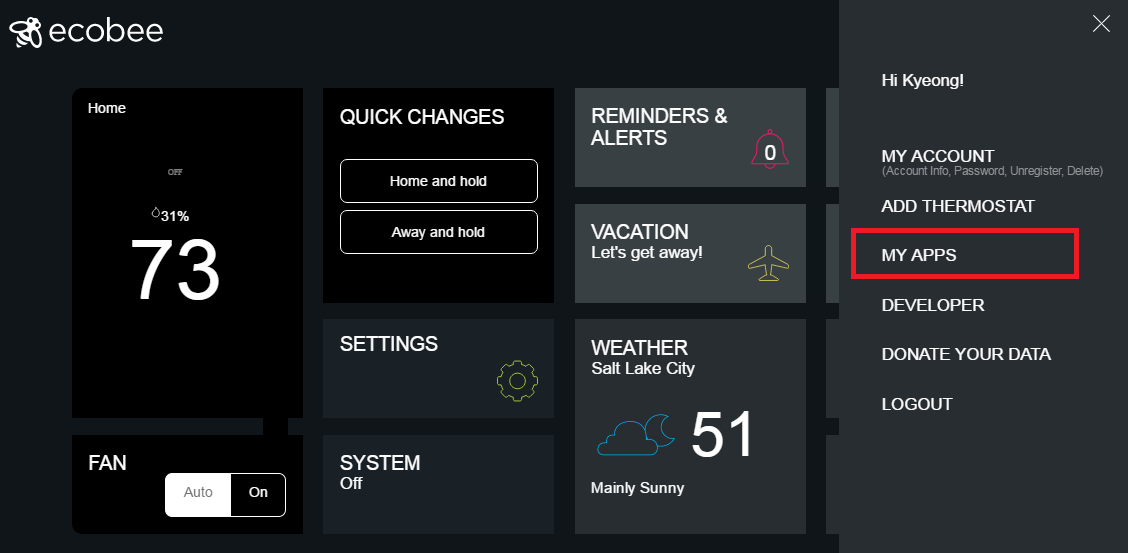 ecobee
Home
OFF
31%
73
FAN
Auto
On
QUICK CHANGES
Home and hold
Away and hold
SETTINGS
SYSTEM
Off
REMINDERS &
ALERTS
0
VACATION
Let's get away!
WEATHER
Salt Lake City
51
Mainly Sunny
Hi Kyeong!
MY ACCOUNT
(Account Info, Password, Unregister, Delete)
ADD THERMOSTAT
MY APPS
DEVELOPER
DONATE YOUR DATA
LOGOUT